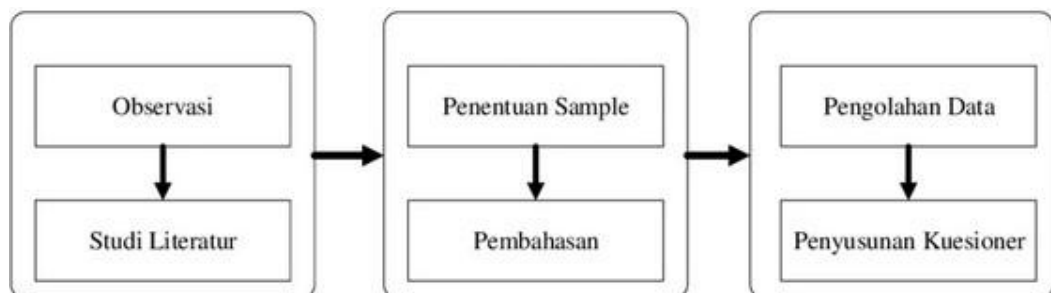 Observasi
Studi Literatur
Penentuan Sample
Pembahasan
Pengolahan Data
Penyusunan Kuesioner